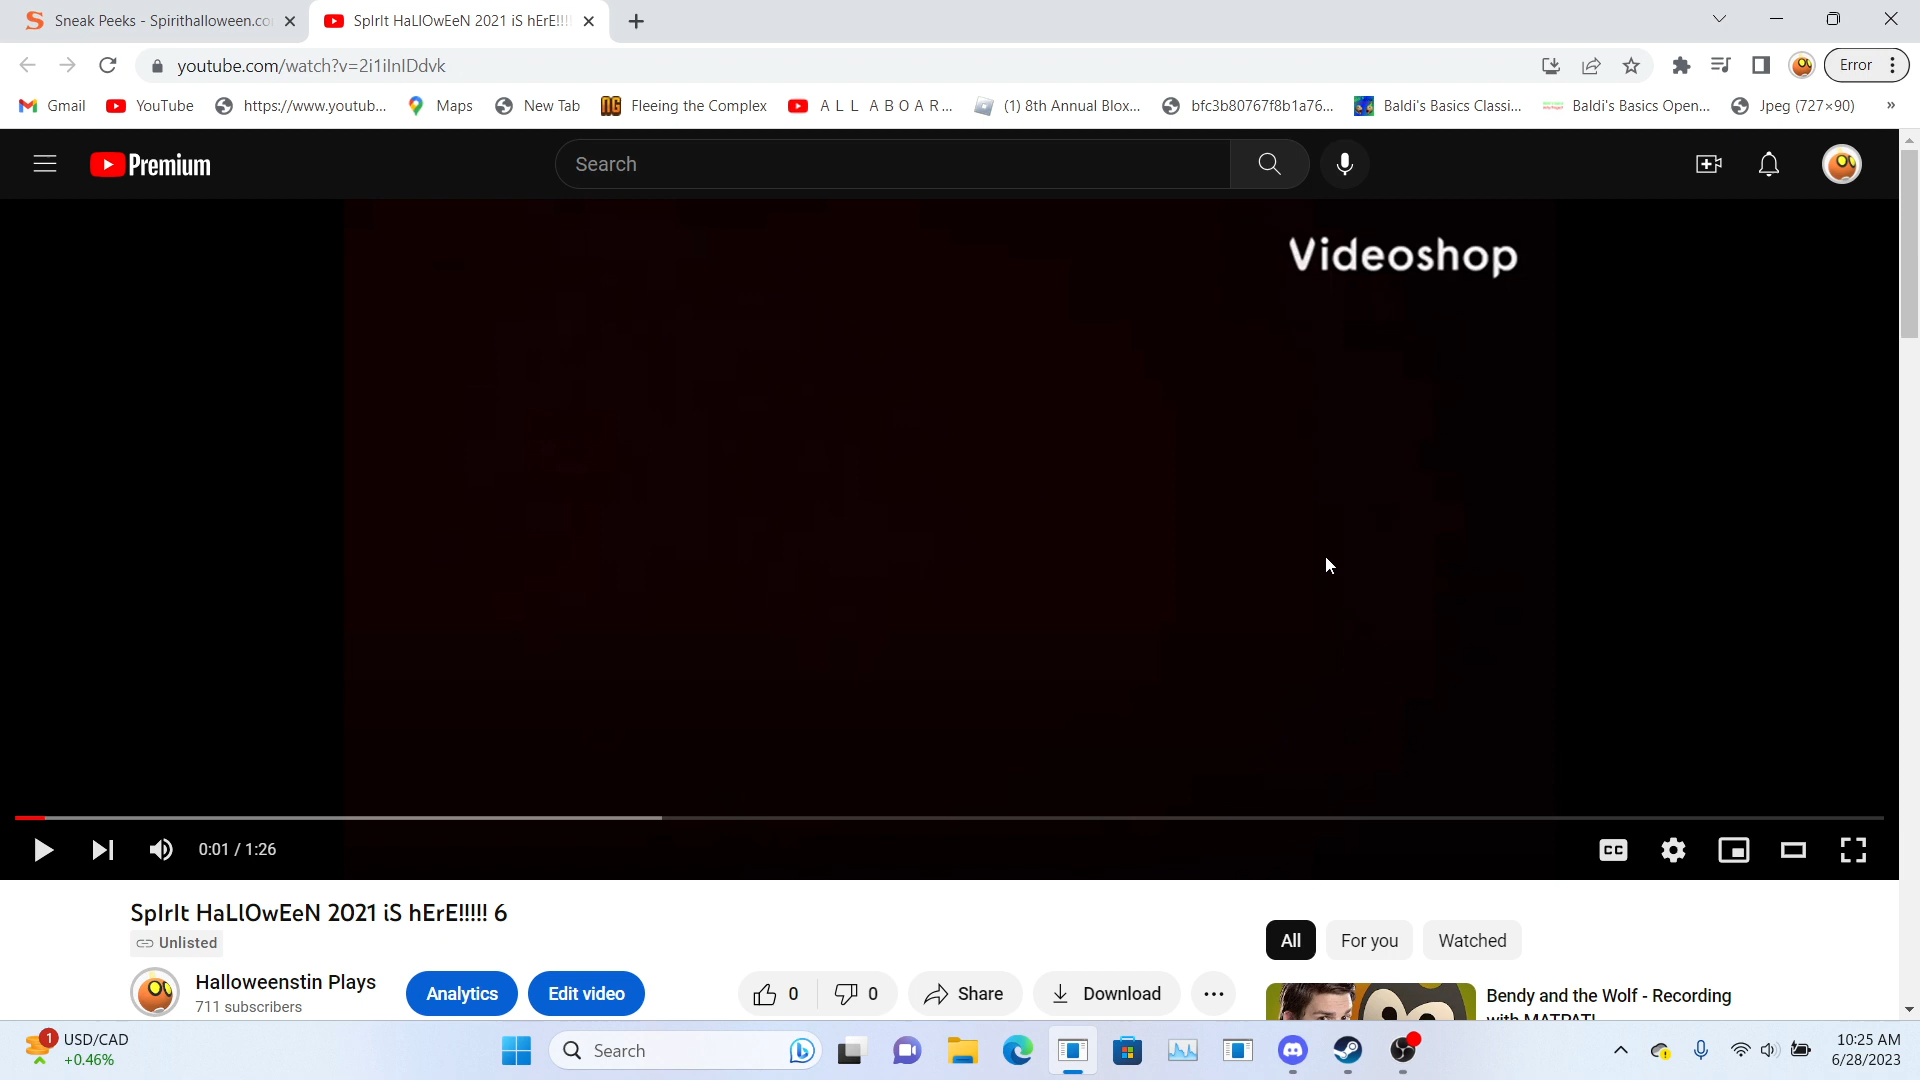 Sneak Peeks - Spirithalloween.co
SpIrIt HaLlOwEeN 2021 iS hErE!!!!
youtube.com/watch?v=2i1iInIDdvk
Error
Gmail
YouTube
https://www.youtub...
Maps
New Tab
Fleeing the Complex
A L L A B O A R ...
(1) 8th Annual Blox...
bfc3b80767f8b1a76...
Baldi's Basics Classi...
Baldi's Basics Open...
Jpeg (727×90)
»
Premium
Search
Videoshop
0:01 / 1:26
CC
SpIrIt HaLlOwEeN 2021 iS hErE!!!!! 6
Unlisted
Halloweenstin Plays
711 subscribers
Analytics
Edit video
0
0
Share
Download
All
For you
Watched
Bendy and the Wolf - Recording
with MATPAT!
1
USD/CAD
+0.46%
Search
10:25 AM
6/28/2023